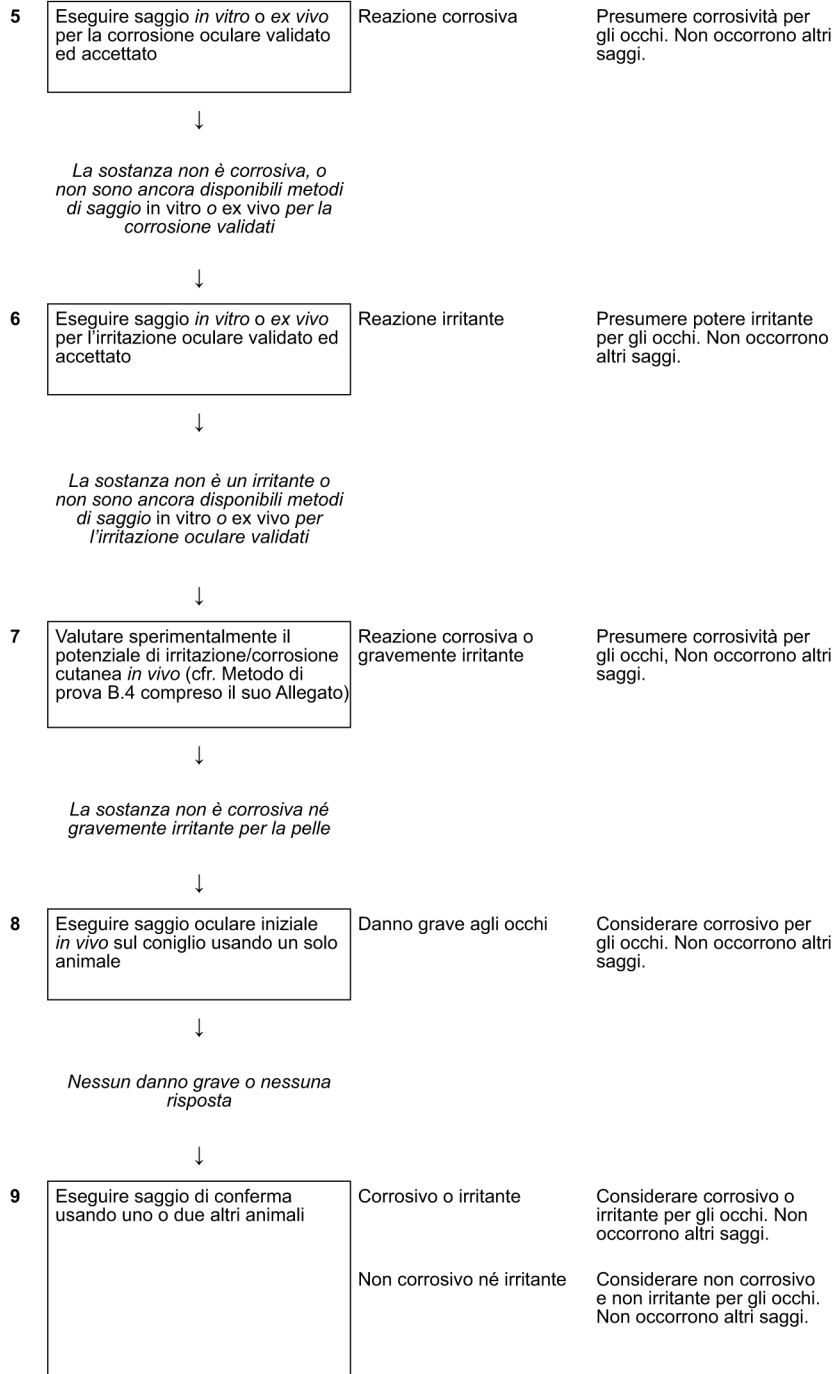 5 Eseguire saggio in vitro o ex vivo Reazione corrosiva Presumere corrosività per
per la corrosione oculare validato gli occhi. Non occorrono altri
ed accettato saggi.
↓
La sostanza non è corrosiva, o
non sono ancora disponibili metodi
di saggio in vitro o ex vivo per la
corrosione validati
↓
6 Eseguire saggio in vitro o ex vivo Reazione irritante Presumere potere irritante
per l'irritazione oculare validato ed per gli occhi. Non occorrono
accettato altri saggi.
↓
La sostanza non è un irritante o
non sono ancora disponibili metodi
di saggio in vitro o ex vivo per
l'irritazione oculare validati
↓
7 Valutare sperimentalmente il Reazione corrosiva o Presumere corrosività per
potenziale di irritazione/corrosione gravemente irritante gli occhi, Non occorrono altri
cutanea in vivo (cfr. Metodo di saggi.
prova B.4 compreso il suo Allegato)
↓
La sostanza non è corrosiva né
gravemente irritante per la pelle
↓
8 Eseguire saggio oculare iniziale Danno grave agli occhi Considerare corrosivo per
in vivo sul coniglio usando un solo gli occhi. Non occorrono altri
animale saggi.
↓
Nessun danno grave o nessuna
risposta
↓
9 Eseguire saggio di conferma Corrosivo o irritante Considerare corrosivo o
usando uno o due altri animali irritante per gli occhi. Non
occorrono altri saggi.
Non corrosivo né irritante Considerare non corrosivo
e non irritante per gli occhi.
Non occorrono altri saggi.